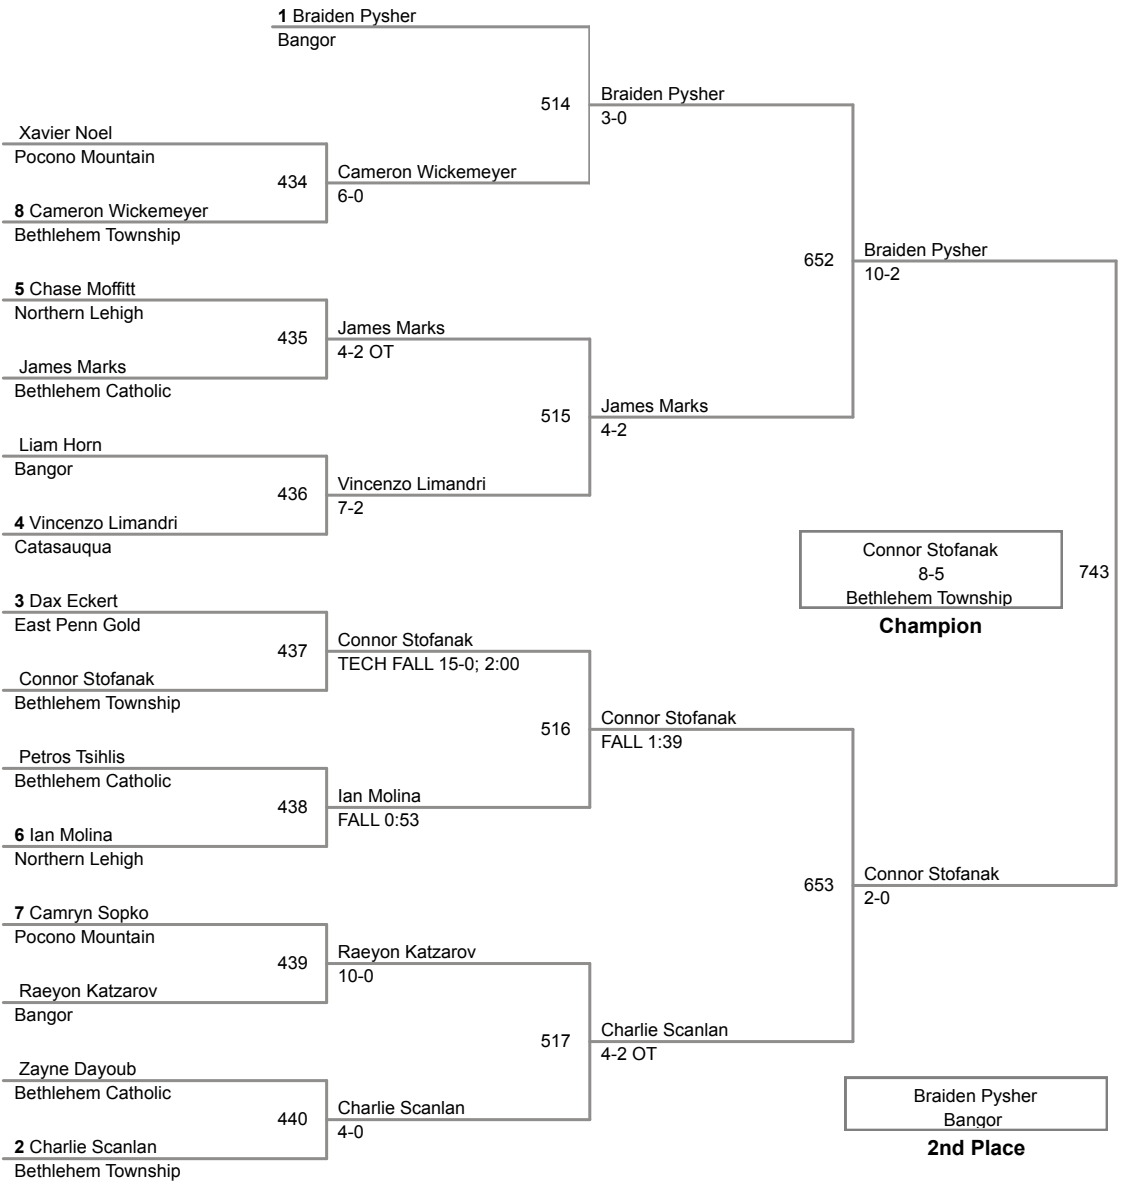 1 Braiden Pysher
Bangor
514
Braiden Pysher
3-0
Xavier Noel
Pocono Mountain
434
Cameron Wickemeyer
6-0
8 Cameron Wickemeyer
Bethlehem Township
652
Braiden Pysher
10-2
5 Chase Moffitt
Northern Lehigh
435
James Marks
4-2 OT
James Marks
Bethlehem Catholic
515
James Marks
4-2
Liam Horn
Bangor
436
Vincenzo Limandri
7-2
4 Vincenzo Limandri
Catasauqua
Connor Stofanak
8-5
Bethlehem Township
Champion
743
3 Dax Eckert
East Penn Gold
437
Connor Stofanak
TECH FALL 15-0; 2:00
Connor Stofanak
Bethlehem Township
516
Connor Stofanak
FALL 1:39
Petros Tsihlis
Bethlehem Catholic
438
Ian Molina
FALL 0:53
6 Ian Molina
Northern Lehigh
653
Connor Stofanak
2-0
7 Camryn Sopko
Pocono Mountain
439
Raeyon Katzarov
10-0
Raeyon Katzarov
Bangor
517
Charlie Scanlan
4-2 OT
Zayne Dayoub
Bethlehem Catholic
440
Charlie Scanlan
4-0
2 Charlie Scanlan
Bethlehem Township
Braiden Pysher
Bangor
2nd Place